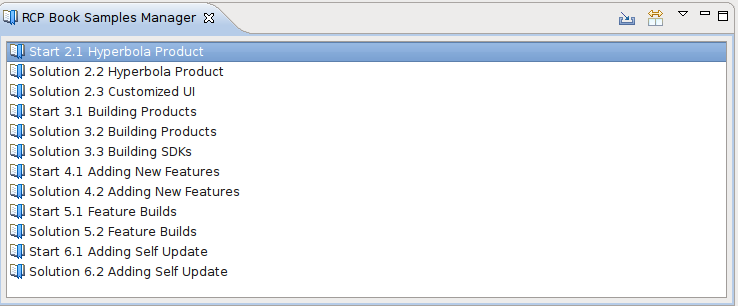 RCP Book Samples Manager
Start 2.1 Hyperbola Product
Solution 2.2 Hyperbola Product
Solution 2.3 Customized UI
Start 3.1 Building Products
Solution 3.2 Building Products
Solution 3.3 Building SDKs
Start 4.1 Adding New Features
Solution 4.2 Adding New Features
Start 5.1 Feature Builds
Solution 5.2 Feature Builds
Start 6.1 Adding Self Update
Solution 6.2 Adding Self Update